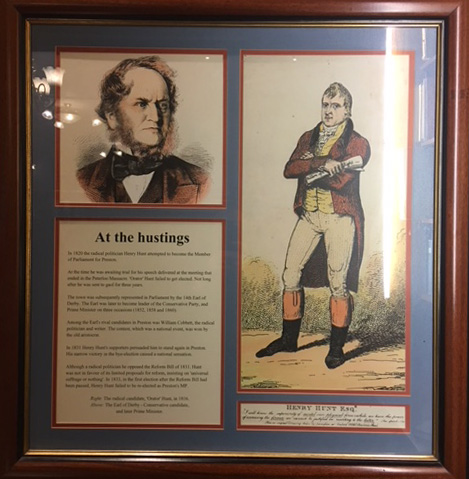 At the hustings
In 1820 the radical politician Henry Hunt attempted to become the Member
of Parliament for Preston.
At the time he was awaiting trial for his speech delivered at the meeting that
ended in the Peterloo Massacre. 'Orator' Hunt failed to get elected. Not long
after he was sent to gaol for three years.
The town was subsequently represented in Parliament by the 14th Earl of
Derby. The Earl was later to become leader of the Conservative Party, and
Prime Minister on three occasions (1852, 1858 and 1866).
Among the Earl's rival candidates in Preston was William Cobbett, the radical
politician and writer. The contest, which was a national event, was won by
the old aristocrat.
In 1831 Henry Hunt's supporters persuaded him to stand again in Preston.
His narrow victory in the bye-election caused a national sensation.
Although a radical politician he opposed the Reform Bill of 1831. Hunt
was not in favour of its limited proposals for reform, insisting on 'universal
suffrage or nothing'. In 1833, in the first election after the Reform Bill had
been passed, Henry Hunt failed to be re-elected as Preston's MP.
Right: The radical candidate, 'Orator' Hunt, in 1816
Above: The Earl of Derby – Conservative candidate,
and later Prime Minister
HENRY HUNT ESQR